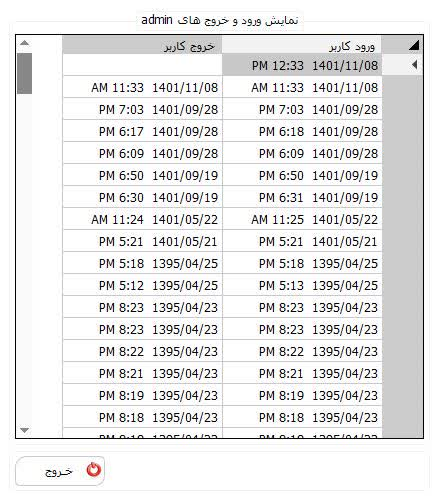 نمایش ورود و خروج های admin
ورود کاربر خروج کاربر
1401/11/08 12:33 PM
1401/11/08 11:33 AM 1401/11/08 11:33 AM
1401/09/28 7:03 PM 1401/09/28 7:03 PM
1401/09/28 6:18 PM 1401/09/28 6:17 PM
1401/09/28 6:09 PM 1401/09/28 6:09 PM
1401/09/19 6:50 PM 1401/09/19 6:50 PM
1401/09/19 6:31 PM 1401/09/19 6:30 PM
1401/05/22 11:25 AM 1401/05/22 11:24 AM
1401/05/21 5:21 PM 1401/05/21 5:21 PM
1395/04/25 5:18 PM 1395/04/25 5:18 PM
1395/04/25 5:13 PM 1395/04/25 5:12 PM
1395/04/23 8:23 PM 1395/04/23 8:23 PM
1395/04/23 8:23 PM 1395/04/23 8:23 PM
1395/04/23 8:22 PM 1395/04/23 8:22 PM
1395/04/23 8:21 PM 1395/04/23 8:21 PM
1395/04/23 8:19 PM 1395/04/23 8:19 PM
1395/04/23 8:18 PM 1395/04/23 8:18 PM
خروج